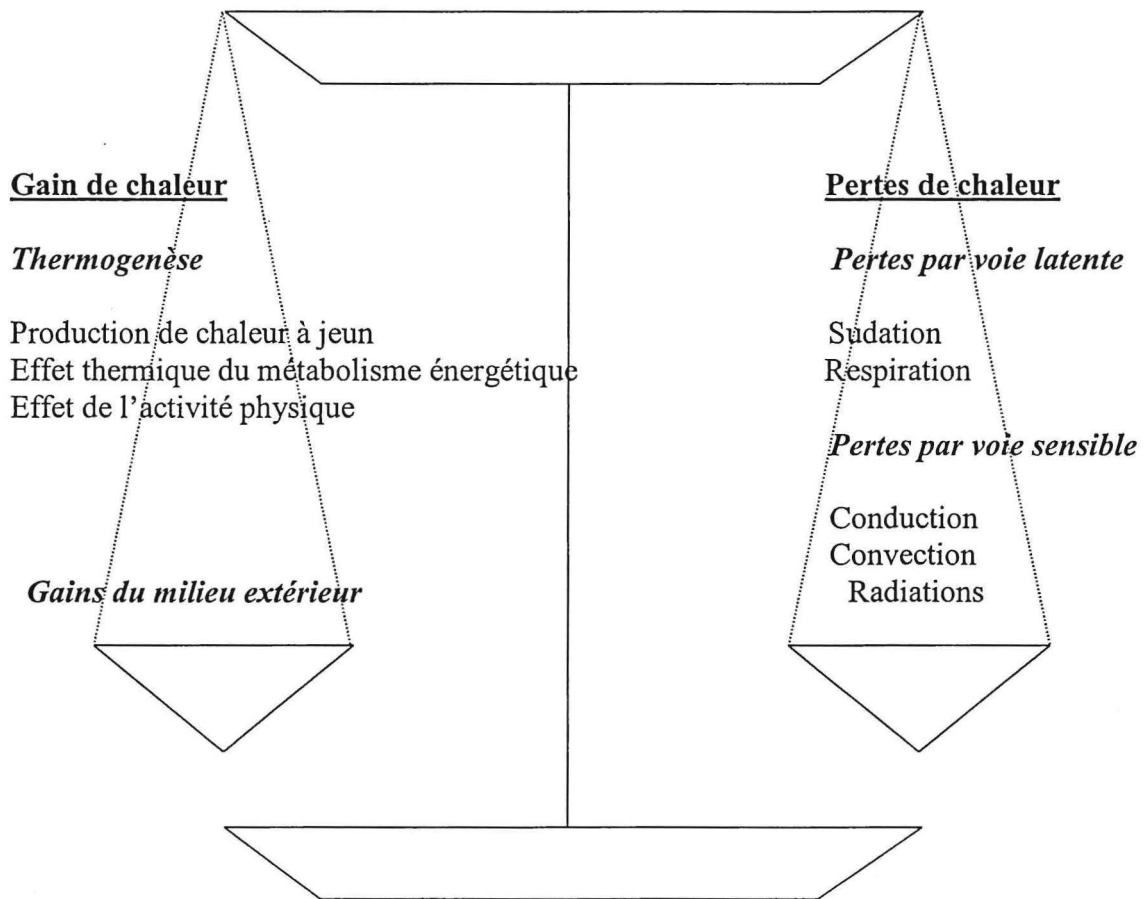 Gain de chaleur
Thermogenèse
Production de chaleur à jeun
Effet thermique du métabolisme énergétique
Effet de l'activité physique
Gains du milieu extérieur
Pertes de chaleur
Pertes par voie latente
Sudation
Respiration
Pertes par voie sensible
Conduction
Convection
Radiations